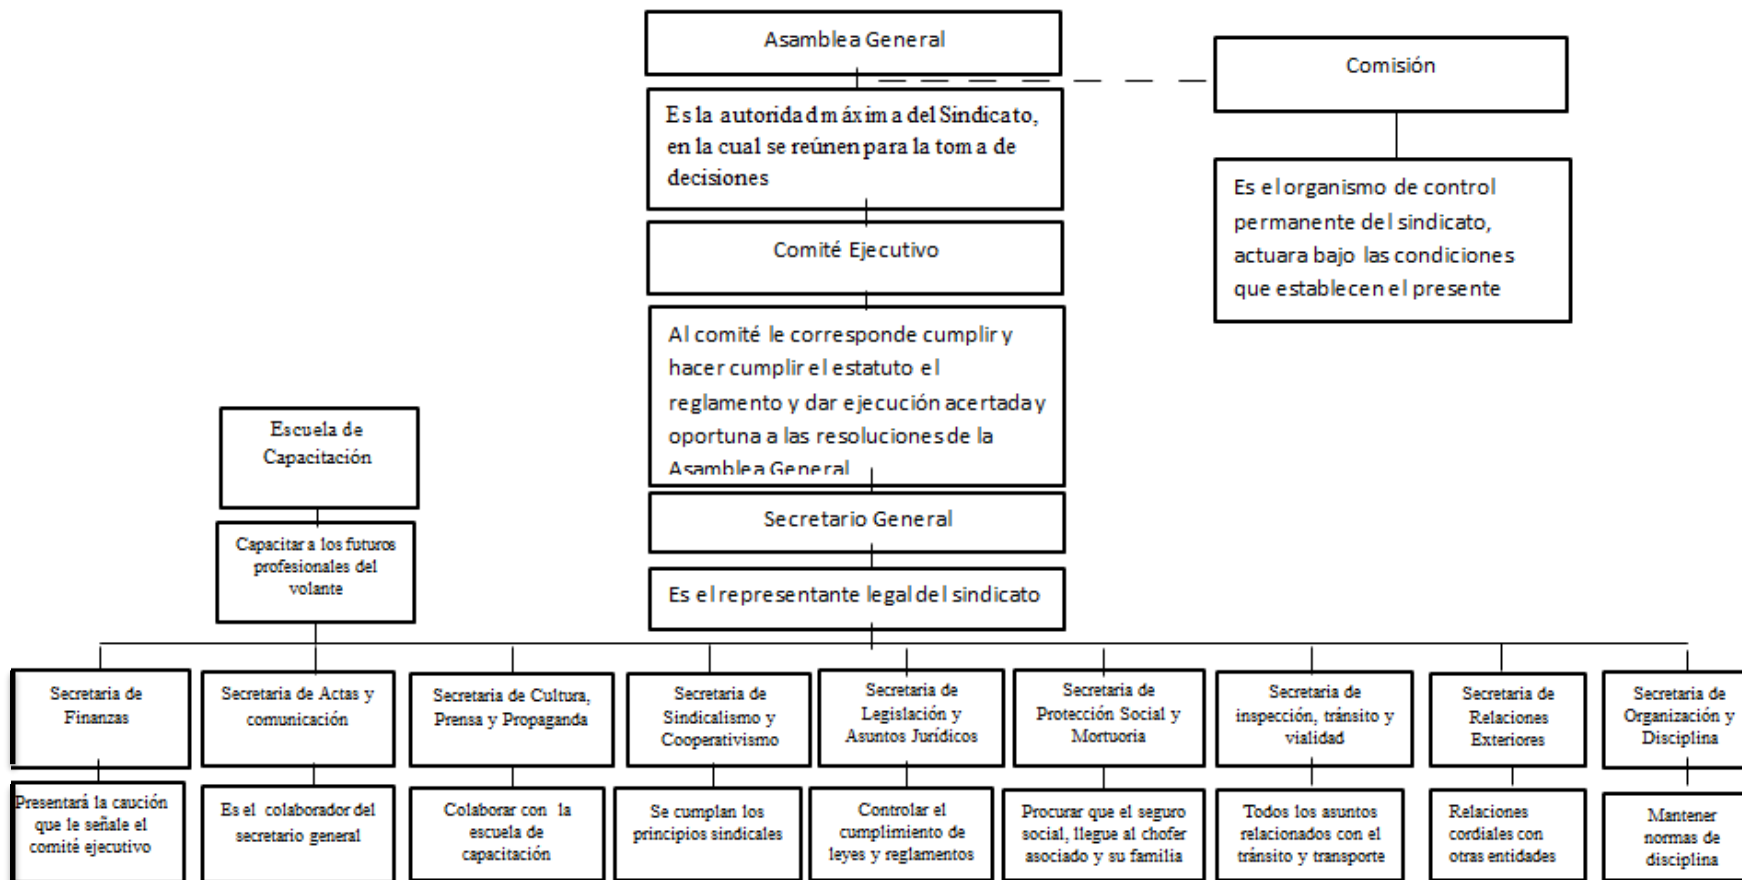 Asamblea General
Comisión
Es la autoridad máxima del Sindicato,
en la cual se reúnen para la toma de
decisiones
Es el organismo de control
permanente del sindicato,
actuara bajo las condiciones
que establecen el presente
Comité Ejecutivo
Al comité le corresponde cumplir y
hacer cumplir el estatuto el
reglamento y dar ejecución acertada y
oportuna a las resoluciones de la
Asamblea General
Escuela de
Capacitación
Capacitar a los futuros
profesionales del
volante
Secretario General
Es el representante legal del sindicato
Secretaria de
Finanzas
Secretaria de Actas y
comunicación
Secretaria de Cultura,
Prensa y Propaganda
Secretaria de
Sindicalismo y
Cooperativismo
Secretaria de
Legislación y
Asuntos Jurídicos
Secretaria de
Protección Social y
Mortuoria
Secretaria de
inspección, tránsito y
vialidad
Secretaria de
Relaciones
Exteriores
Secretaria de
Organización y
Disciplina
Presentará la caución
que le señale el
comité ejecutivo
Es el colaborador del
secretario general
Colaborar con la
escuela de
capacitación
Se cumplan los
principios sindicales
Controlar el
cumplimiento de
leyes y reglamentos
Procurar que el seguro
social, llegue al chofer
asociado y su familia
Todos los asuntos
relacionados con el
tránsito y transporte
Relaciones
cordiales con
otras entidades
Mantener
normas de
disciplina